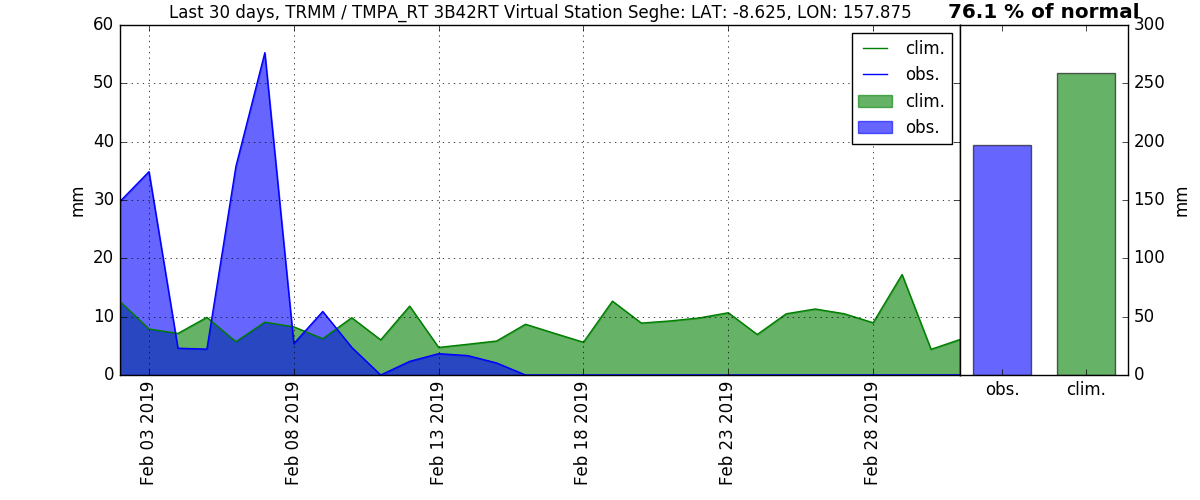 Last 30 days, TRMM / TMPA_RT 3B42RT Virtual Station Seghe: LAT: -8.625, LON: 157.875
76.1 % of normal
60
50
40
30
20
10
0
mm
clim.
obs.
clim.
obs.
300
250
200
150
100
50
0
mm
Feb 03 2019
Feb 08 2019
Feb 13 2019
Feb 18 2019
Feb 23 2019
Feb 28 2019
obs.
clim.